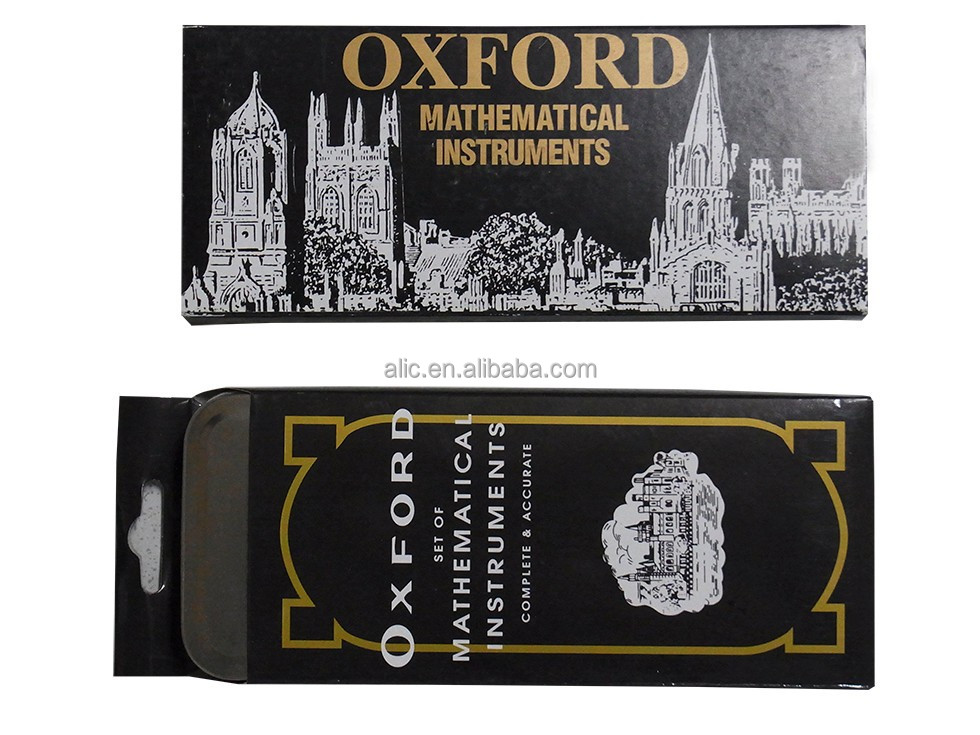 OXFORD
MATHEMATICAL
INSTRUMENTS
alic.en.alibaba.com
OXFORD
SET OF
MATHEMATICAL
INSTRUMENTS
COMPLETE & ACCURATE